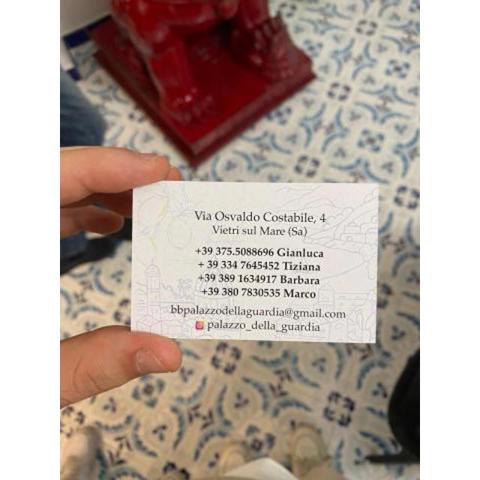 Via Osvaldo Costabile, 4
Vietri sul Mare (Sa)
+39 375.5088696 Gianluca
+ 39 334 7645452 Tiziana
+39 389 1634917 Barbara
+39 380 7830535 Marco
bbpalazzodellaguardia@gmail.com
palazzo_della_guardia